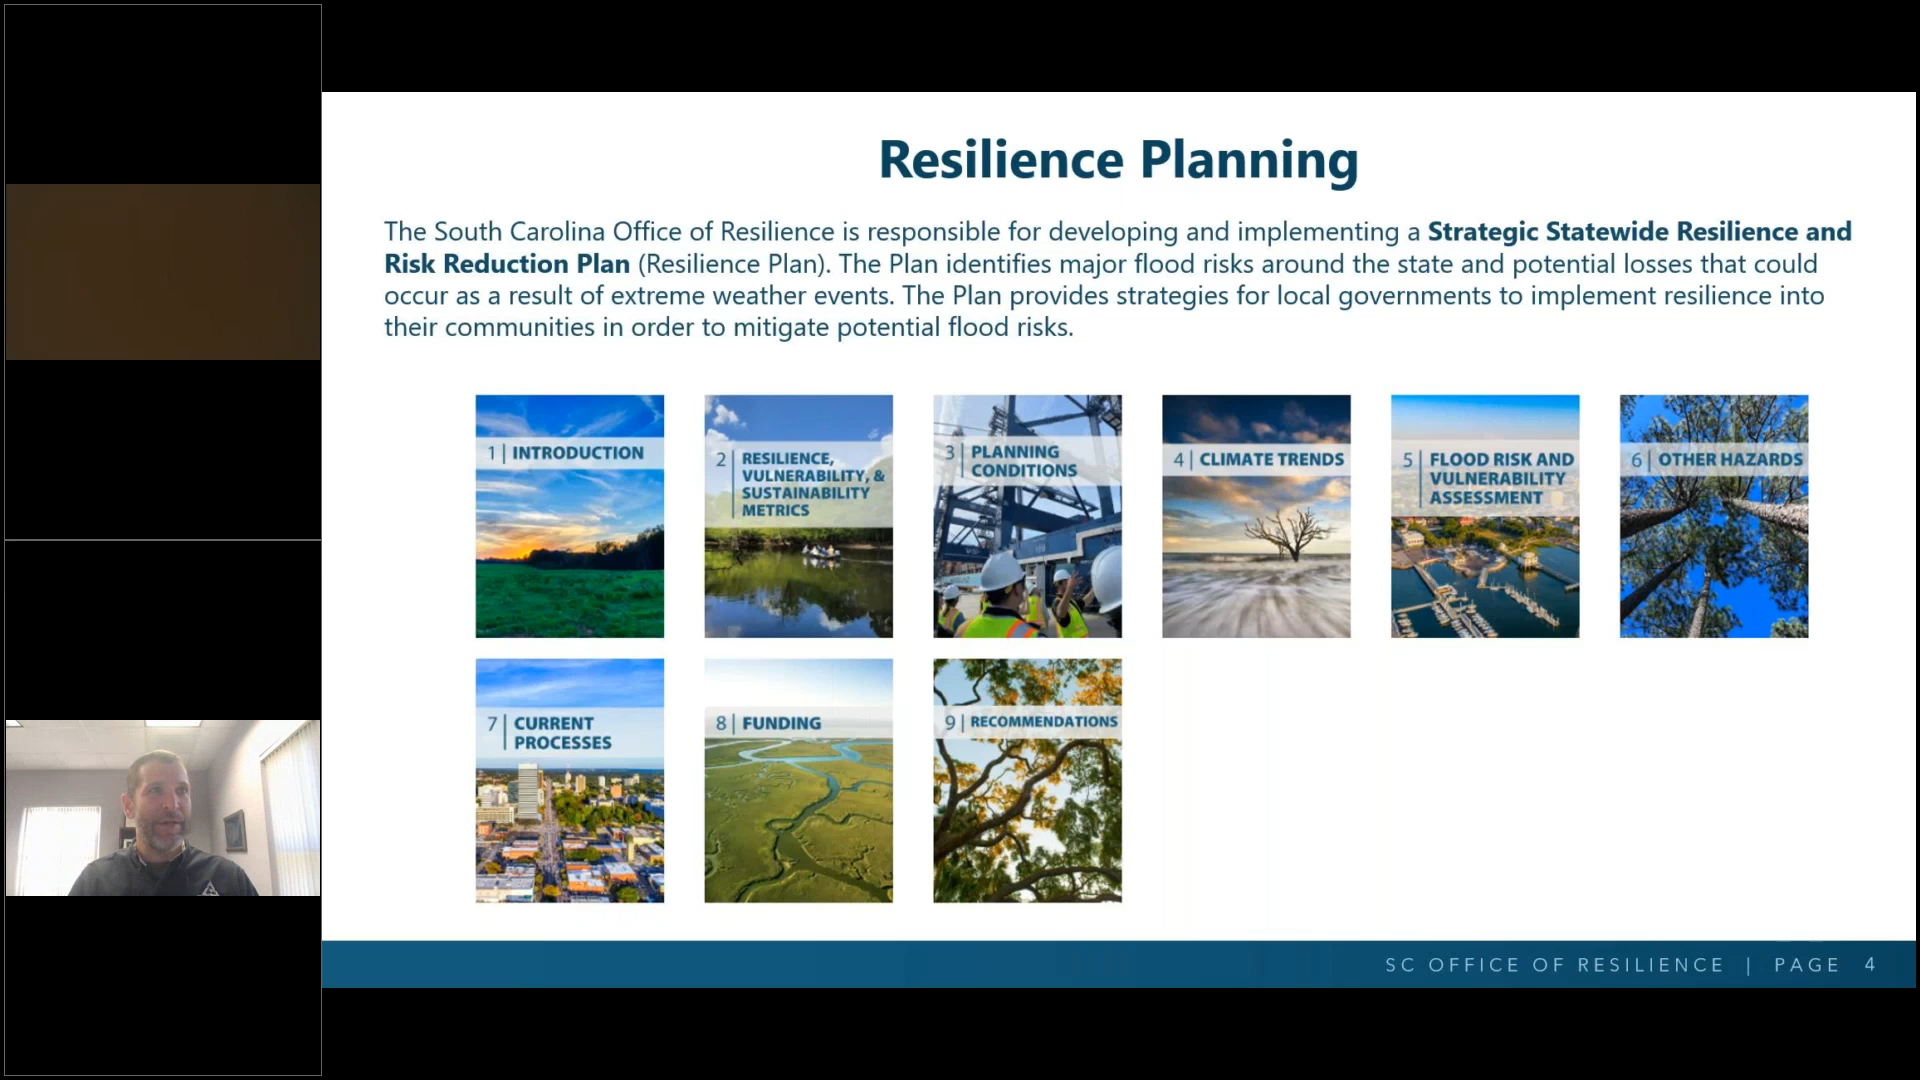 Resilience Planning
The South Carolina Office of Resilience is responsible for developing and implementing a Strategic Statewide Resilience and
Risk Reduction Plan (Resilience Plan). The Plan identifies major flood risks around the state and potential losses that could
occur as a result of extreme weather events. The Plan provides strategies for local governments to implement resilience into
their communities in order to mitigate potential flood risks.
1 | INTRODUCTION
2 | RESILIENCE,
VULNERABILITY, &
SUSTAINABILITY
METRICS
3 | PLANNING
CONDITIONS
4 | CLIMATE TRENDS
5 | FLOOD RISK AND
VULNERABILITY
ASSESSMENT
6 | OTHER HAZARDS
7 | CURRENT
PROCESSES
8 | FUNDING
9 | RECOMMENDATIONS
SC OFFICE OF RESILIENCE | PAGE 4